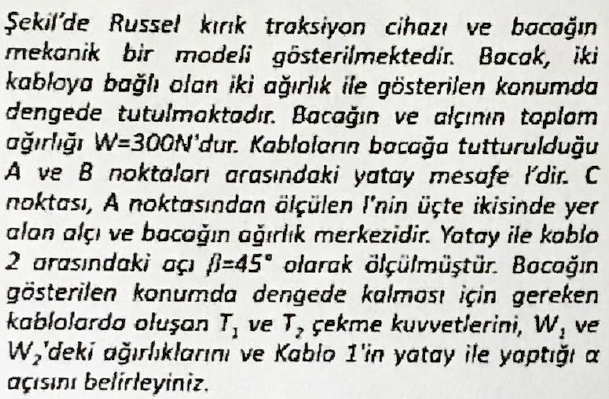 Şekil'de Russel kırık traksiyon cihazı ve bacağın
mekanik bir modeli gösterilmektedir. Bacak, iki
kabloya bağlı olan iki ağırlık ile gösterilen konumda
dengede tutulmaktadır. Bacağın ve alçının toplam
ağırlığı W=300N'dur. Kabloların bacağa tutturulduğu
A ve B noktaları arasındaki yatay mesafe l'dir. C
noktası, A noktasından ölçülen l'nin üçte ikisinde yer
alan alçı ve bacağın ağırlık merkezidir. Yatay ile kablo
2 arasındaki açı β=45° olarak ölçülmüştür. Bacağın
gösterilen konumda dengede kalması için gereken
kablolarda oluşan T₁ ve T₂ çekme kuvvetlerini, W₁ ve
W₂'deki ağırlıklarını ve Kablo 1'in yatay ile yaptığı α
açısını belirleyiniz.